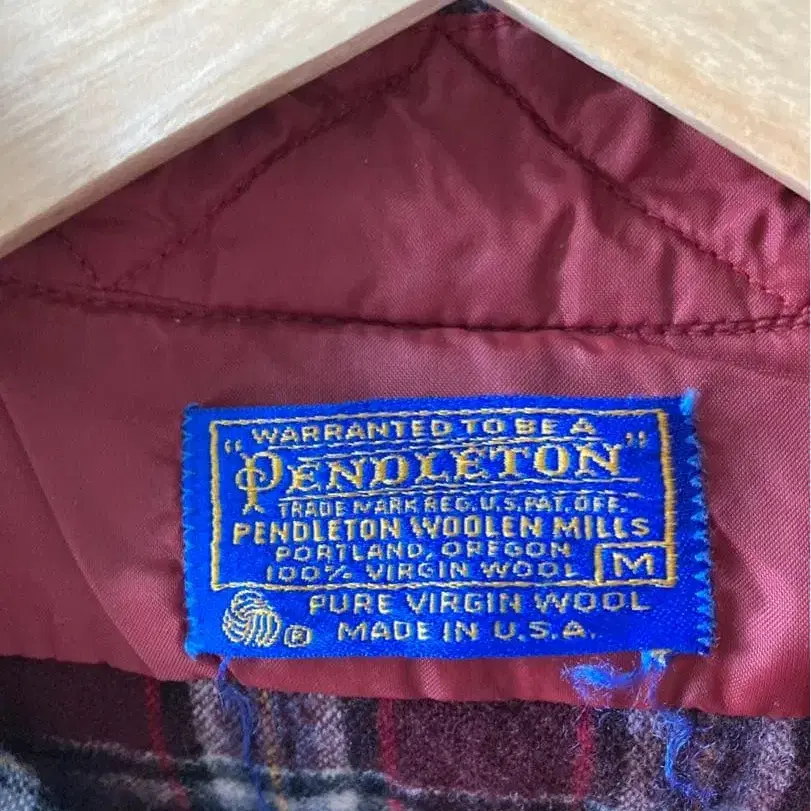 WARRANTED TO BE A
"PENDLETON"
TRADE MARK REG. U.S. PAT. OFF.
PENDLETON WOOLEN MILLS
PORTLAND, OREGON
100% VIRGIN WOOL M
PURE VIRGIN WOOL
® MADE IN U.S.A.